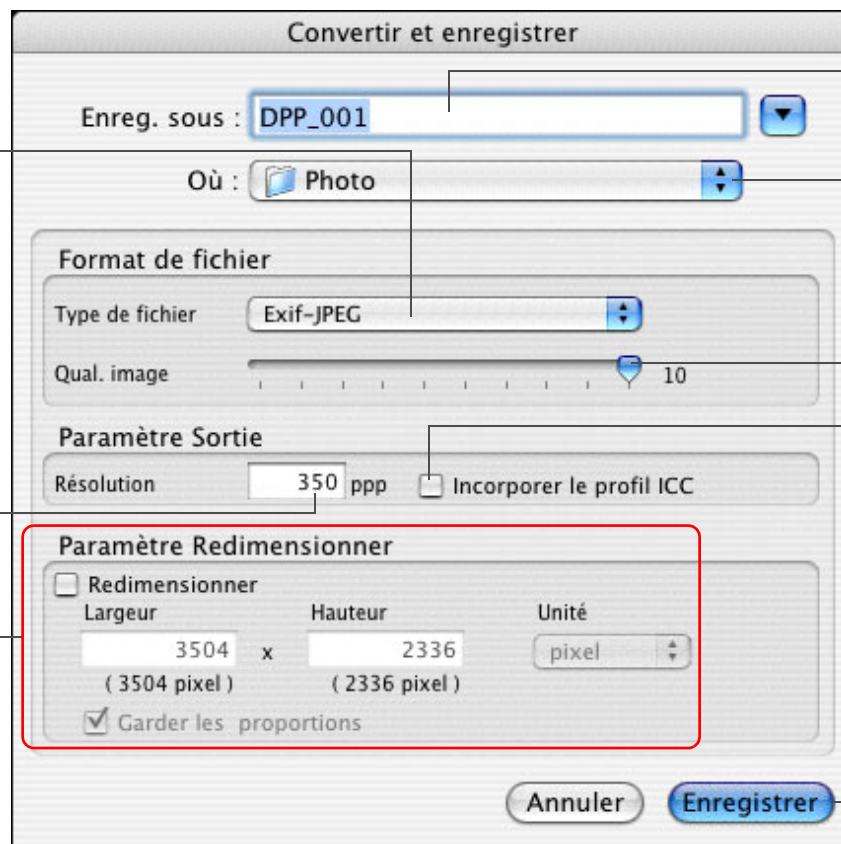 Convertir et enregistrer
Enreg. sous : DPP_001
Où : Photo
Format de fichier
Type de fichier Exif-JPEG
Qual. image 10
Paramètre Sortie
Résolution 350 ppp Incorporer le profil ICC
Paramètre Redimensionner
Redimensionner
Largeur Hauteur Unité
3504 x 2336 pixel
( 3504 pixel ) ( 2336 pixel )
Garder les proportions
Annuler Enregistrer